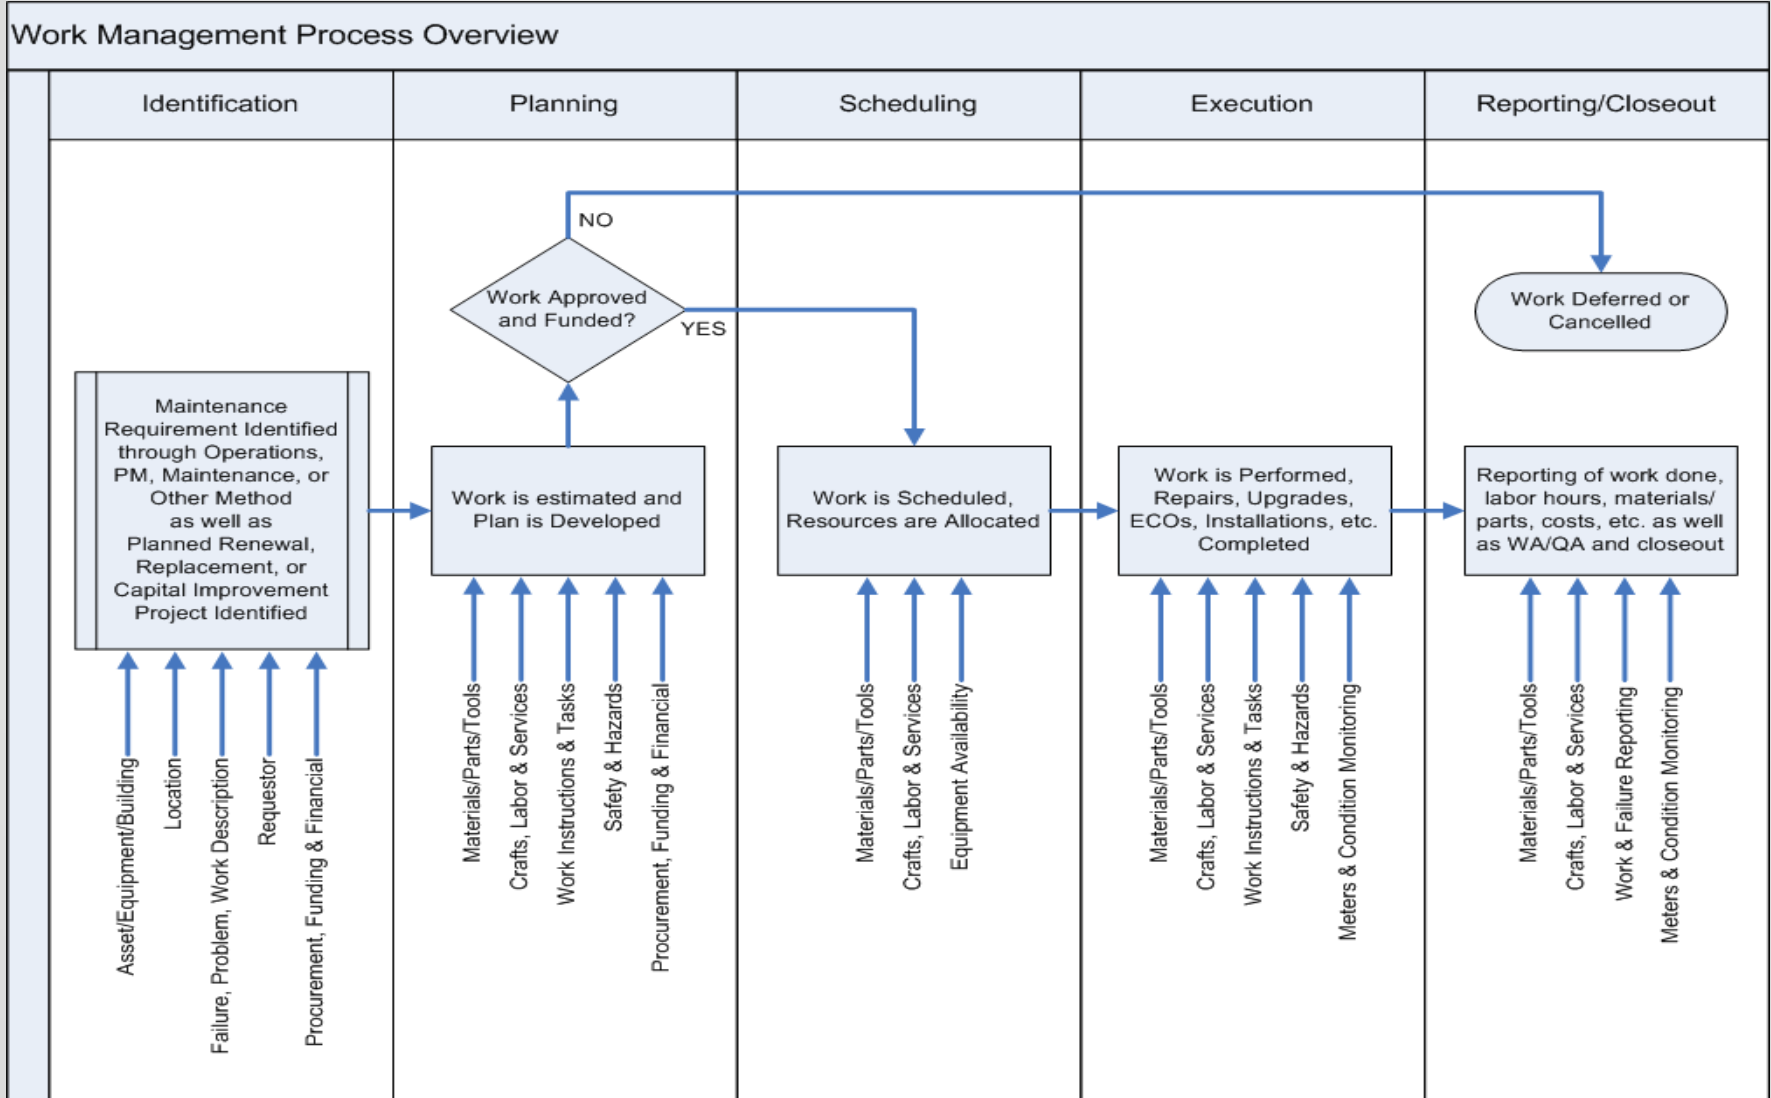 Work Management Process Overview
Identification
Planning
Scheduling
Execution
Reporting/Closeout
NO
Work Approved
and Funded?
YES
Work Deferred or
Cancelled
Maintenance
Requirement Identified
through Operations,
PM, Maintenance, or
Other Method
as well as
Planned Renewal,
Replacement, or
Capital Improvement
Project Identified
Work is estimated and
Plan is Developed
Work is Scheduled,
Resources are Allocated
Work is Performed,
Repairs, Upgrades,
ECOs, Installations, etc.
Completed
Reporting of work done,
labor hours, materials/
parts, costs, etc. as well
as WA/QA and closeout
Asset/Equipment/Building
Location
Failure, Problem, Work Description
Requestor
Procurement, Funding & Financial
Materials/Parts/Tools
Crafts, Labor & Services
Work Instructions & Tasks
Safety & Hazards
Procurement, Funding & Financial
Materials/Parts/Tools
Crafts, Labor & Services
Equipment Availability
Materials/Parts/Tools
Crafts, Labor & Services
Work Instructions & Tasks
Safety & Hazards
Meters & Condition Monitoring
Materials/Parts/Tools
Crafts, Labor & Services
Work & Failure Reporting
Meters & Condition Monitoring